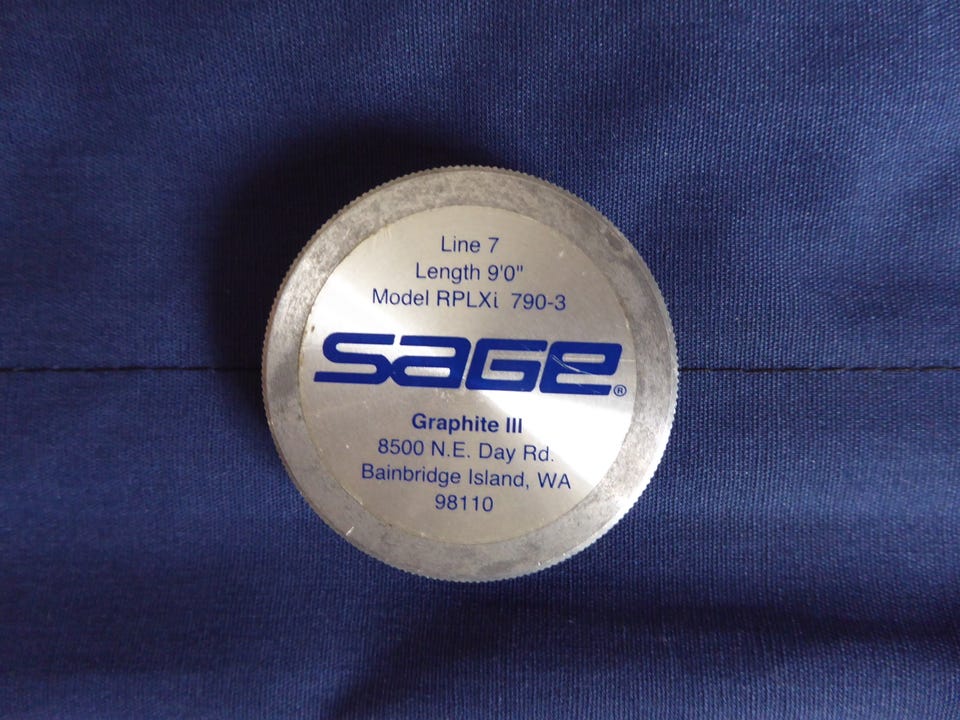 Line 7
Length 9'0"
Model RPLXi 790-3
SAGE®
Graphite III
8500 N.E. Day Rd.
Bainbridge Island, WA
98110